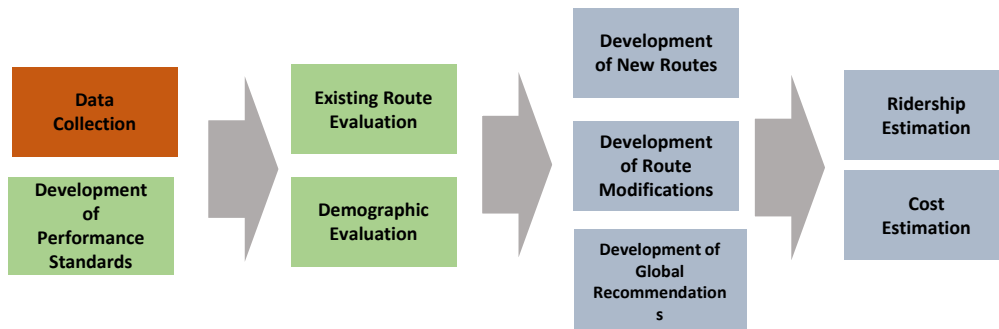 Data
Collection
Development
of
Performance
Standards
Existing Route
Evaluation
Demographic
Evaluation
Development
of New Routes
Development
of Route
Modifications
Development of
Global
Recommendation
s
Ridership
Estimation
Cost
Estimation